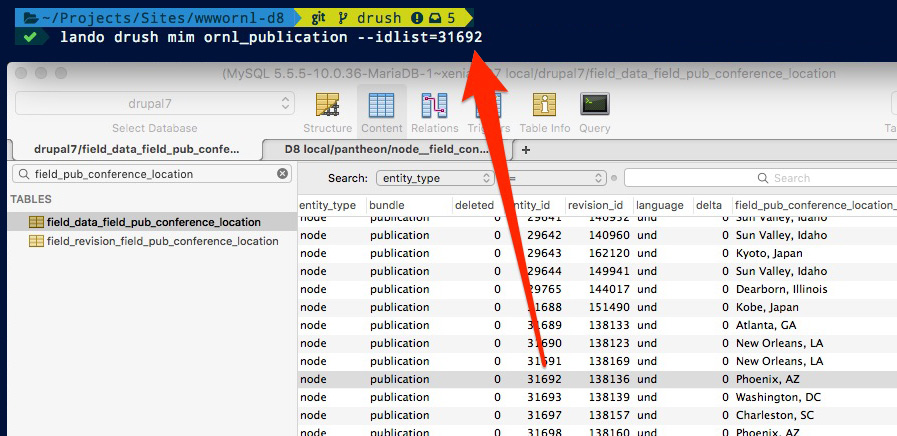 ~/Projects/Sites/wwwornl-d8 git drush 5
lando drush mim ornl_publication --idlist=31692
(MySQL 5.5.5-10.0.36-MariaDB-1~xenia 7 local/drupal7/field_data_field_pub_conference_location
drupal7
Select Database
Structure Content Relations Tri Table Info Query
drupal7/field_data_field_pub_confe... D8 local/pantheon/node__field_con... +
field_pub_conference_location
Search: entity_type = Search
TABLES
field_data_field_pub_conference_location
field_revision_field_pub_conference_location
entity_type bundle deleted ntity_id revision_id language delta field_pub_conference_location_
node publication 0 29641 140952 und 0 Sun Valley, Idaho
node publication 0 29642 140960 und 0 Sun Valley, Idaho
node publication 0 29643 162120 und 0 Kyoto, Japan
node publication 0 29644 149941 und 0 Sun Valley, Idaho
node publication 0 29765 144017 und 0 Dearborn, Illinois
node publication 0 31688 151490 und 0 Kobe, Japan
node publication 0 31689 138133 und 0 Atlanta, GA
node publication 0 31690 138123 und 0 New Orleans, LA
node publication 0 31691 138169 und 0 New Orleans, LA
node publication 0 31692 138136 und 0 Phoenix, AZ
node publication 0 31693 138139 und 0 Washington, DC
node publication 0 31697 138157 und 0 Charleston, SC
node publication 0 31698 138160 und 0 Phoenix, AZ